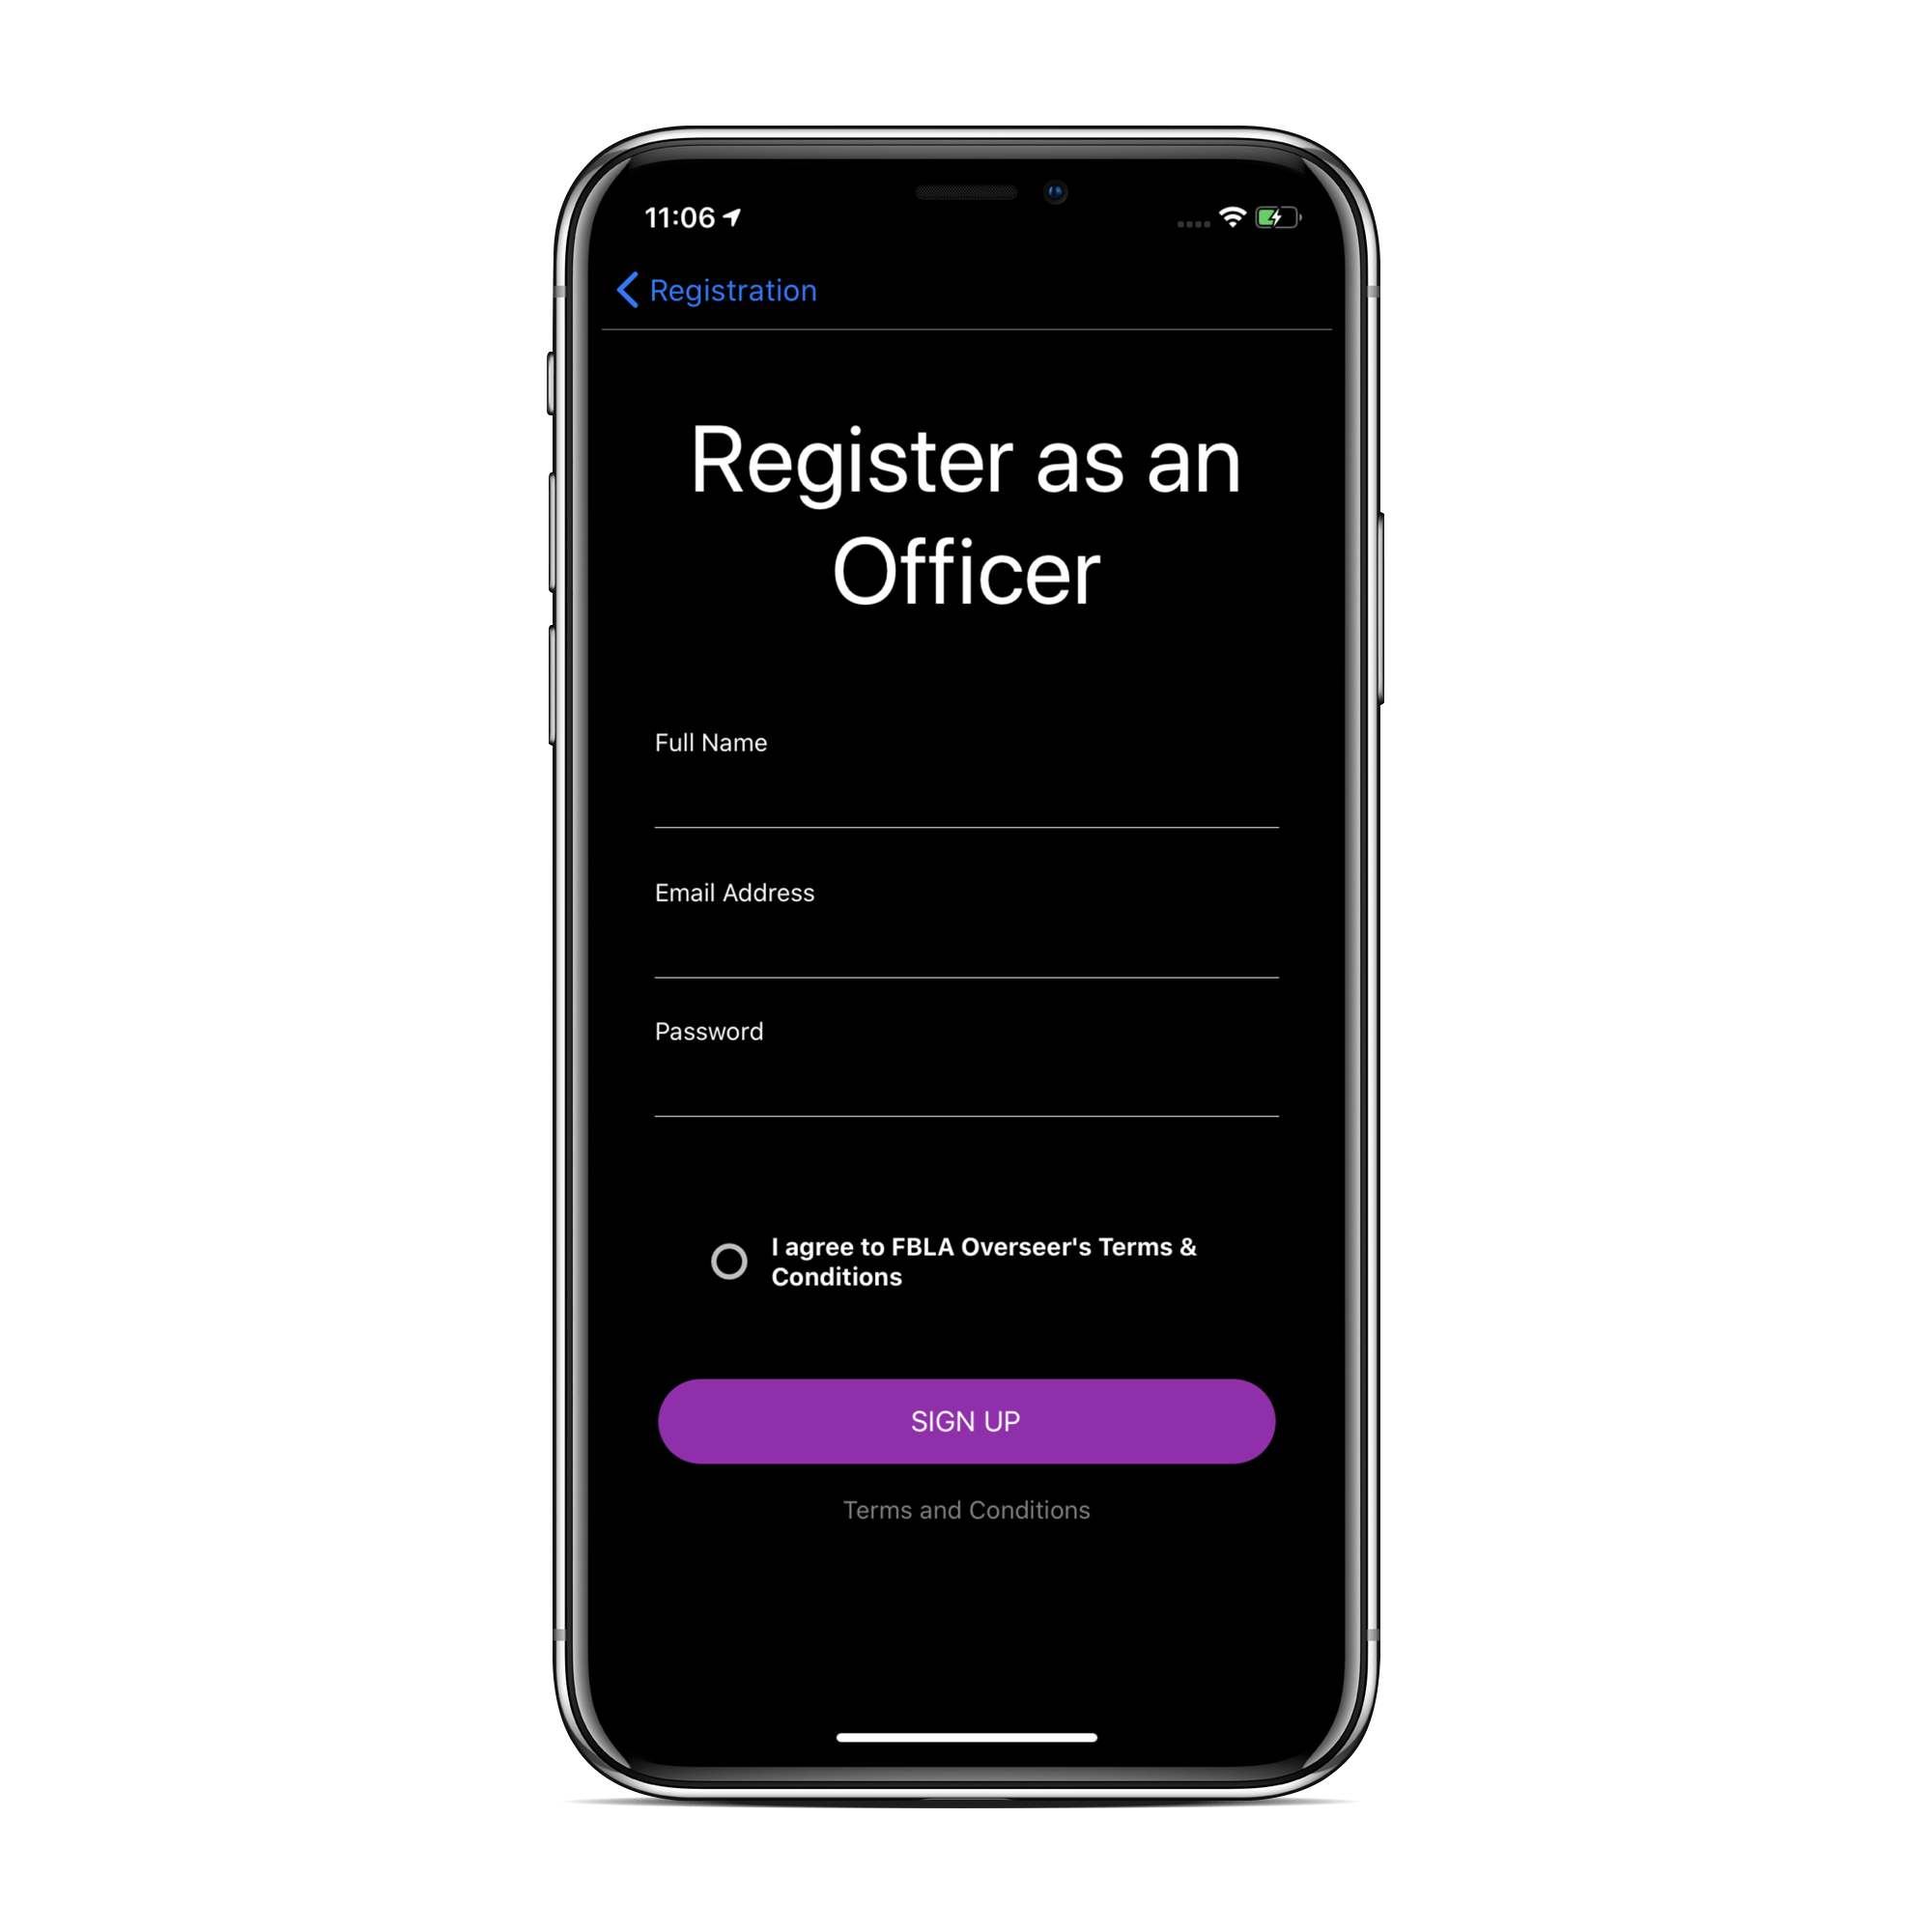 11:06
Registration
Register as an
Officer
Full Name
Email Address
Password
I agree to FBLA Overseer's Terms &
Conditions
SIGN UP
Terms and Conditions